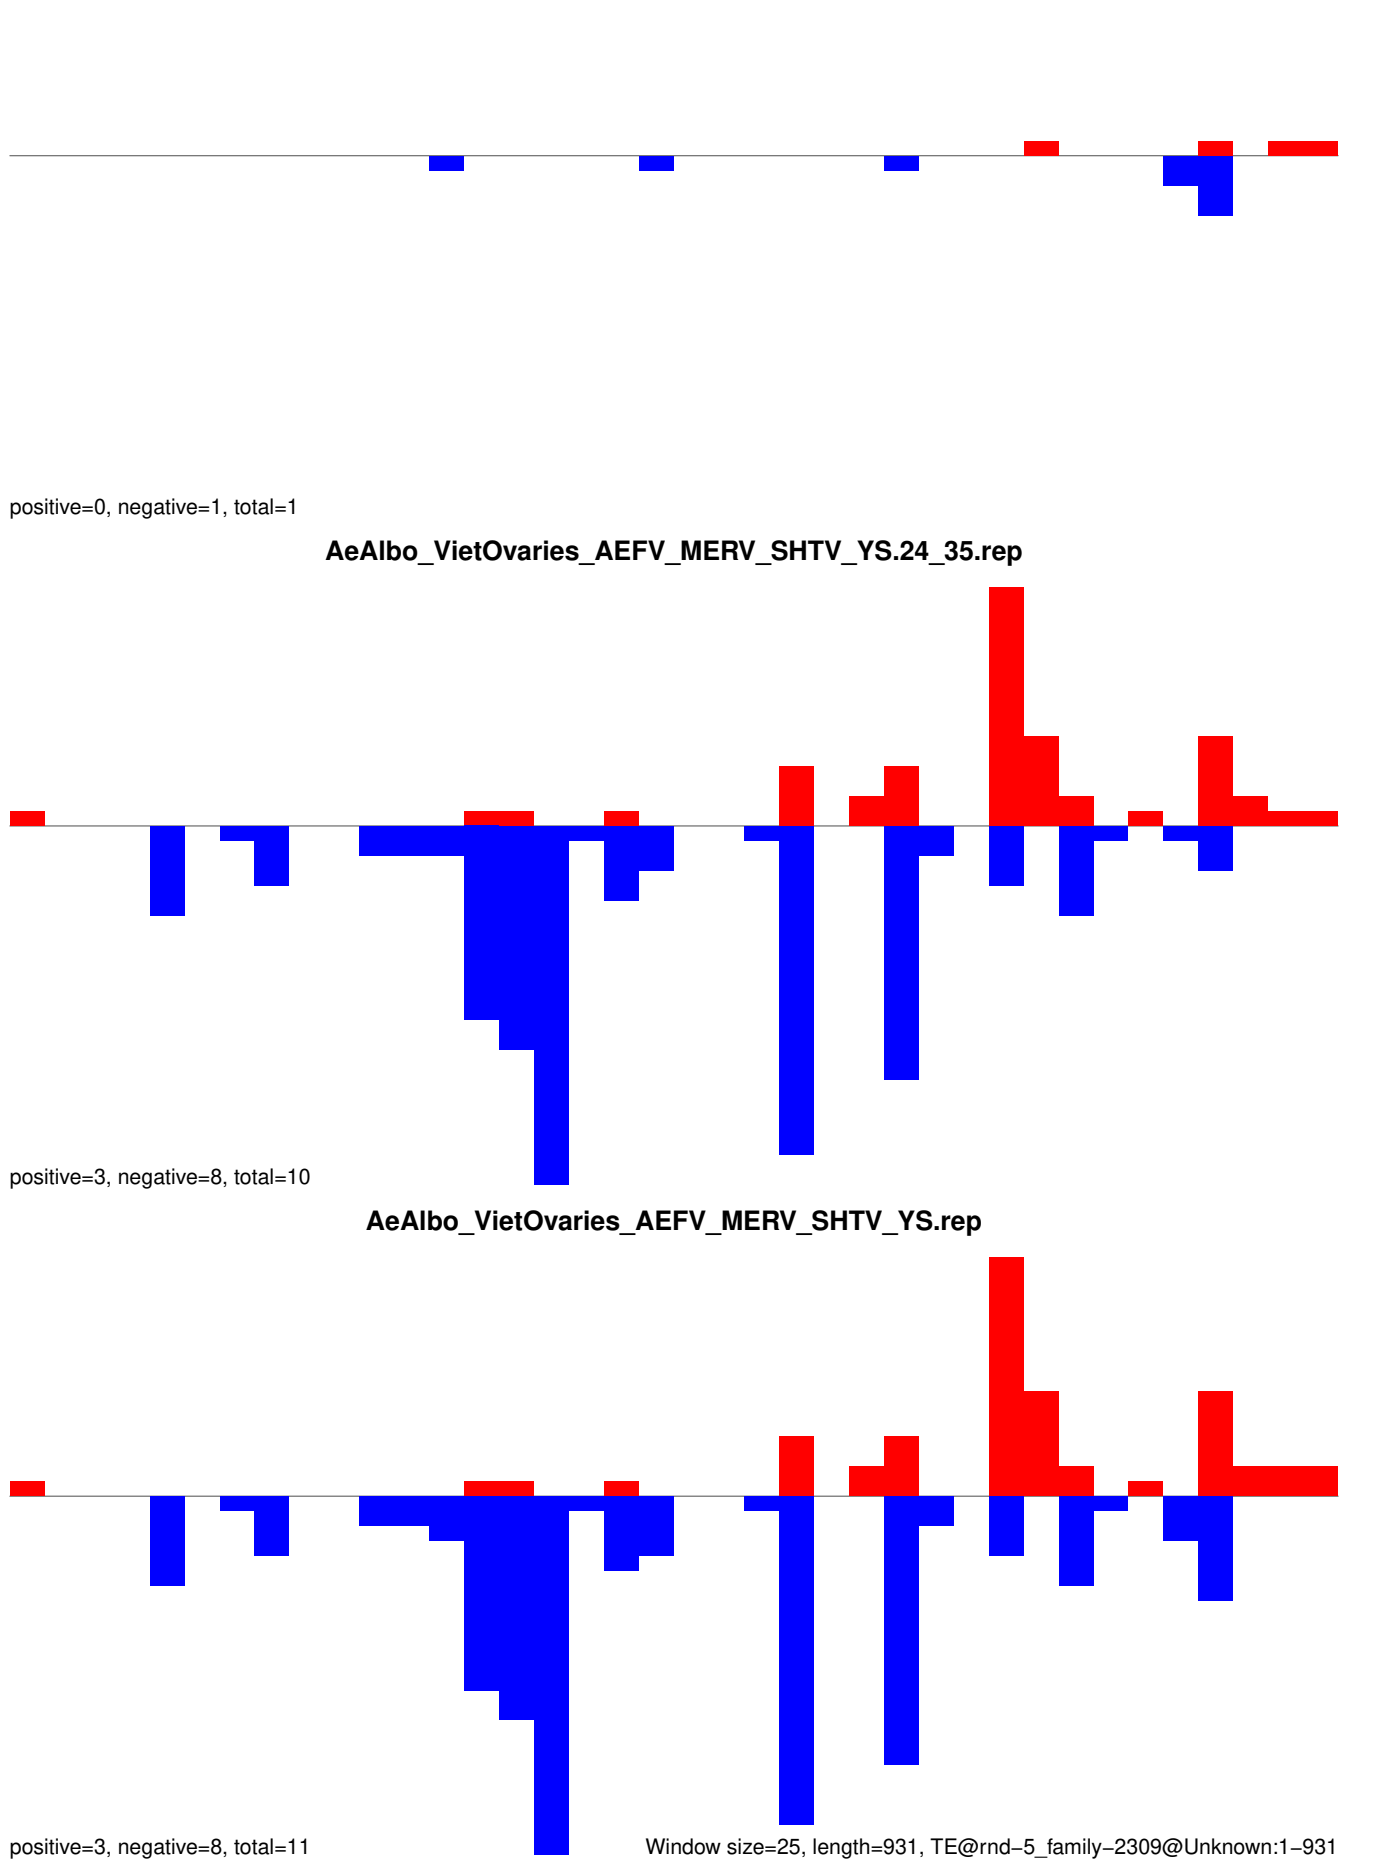 positive=0, negative=1, total=1
AeAlbo_VietOvaries_AEFV_MERV_SHTV_YS.24_35.rep
positive=3, negative=8, total=10
AeAlbo_VietOvaries_AEFV_MERV_SHTV_YS.rep
positive=3, negative=8, total=11
Window size=25, length=931, TE@rnd−5_family−2309@Unknown:1−931